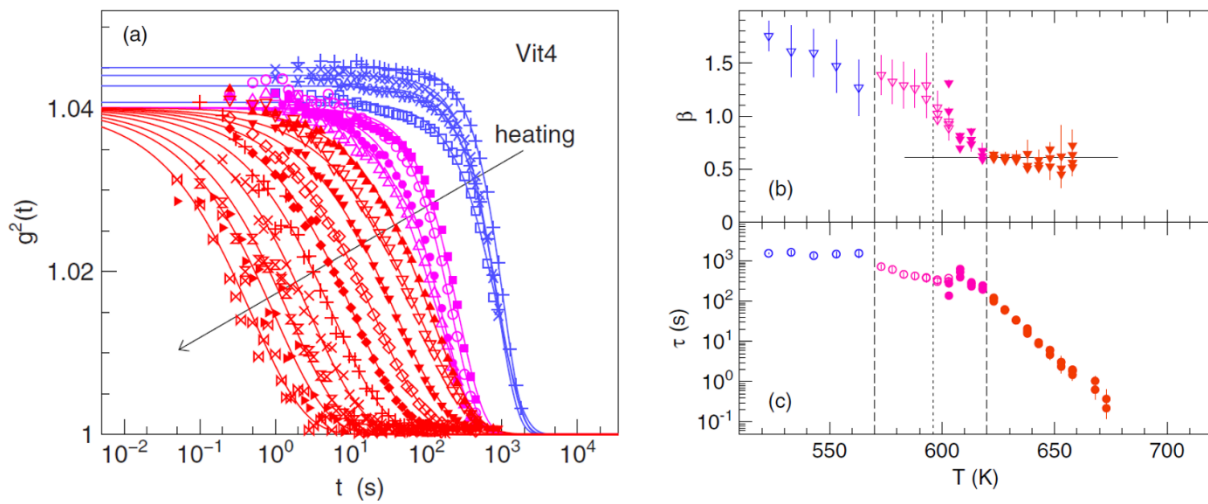 (a)
Vit4
heating
g²(t)
1.04
1.02
1
10⁻² 10⁻¹ 10⁰ 10¹ 10² 10³ 10⁴
t (s)
β
1.5
1.0
0.5
0
(b)
τ (s)
10³
10²
10¹
10⁰
10⁻¹
(c)
550 600 650 700
T (K)